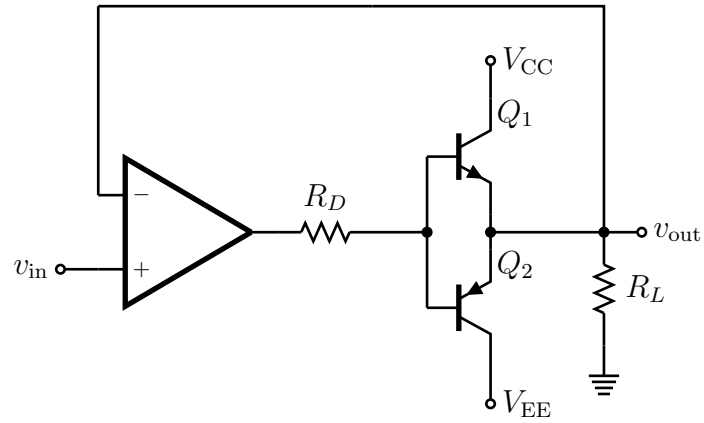 V_CC
Q_1
−
R_D
v_in
+
v_out
Q_2
R_L
V_EE